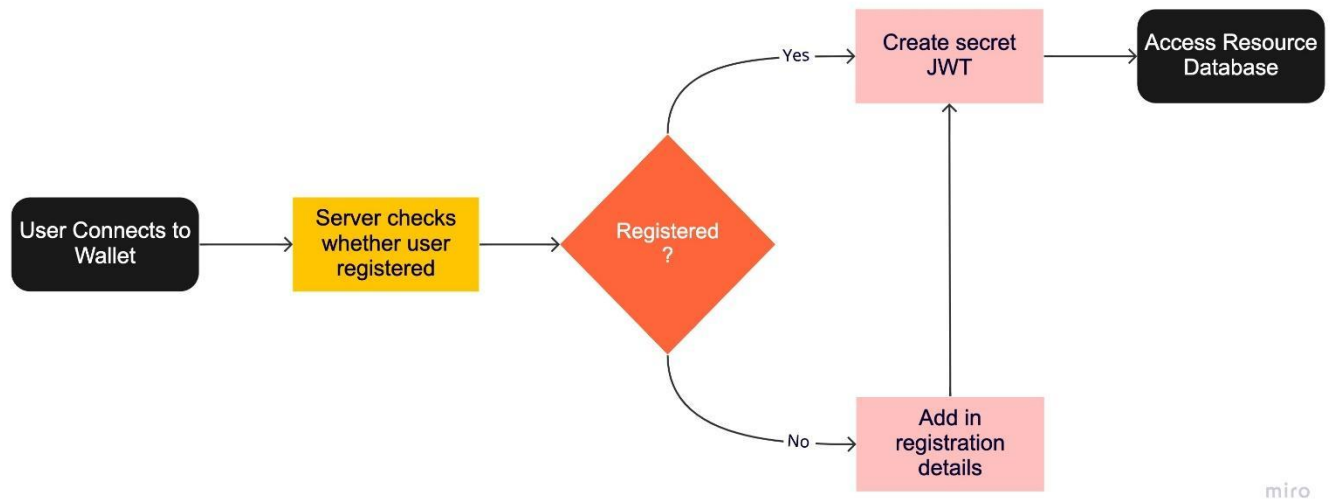 User Connects to
Wallet
Server checks
whether user
registered
Registered
?
Yes
Create secret
JWT
Access Resource
Database
No
Add in
registration
details
miro